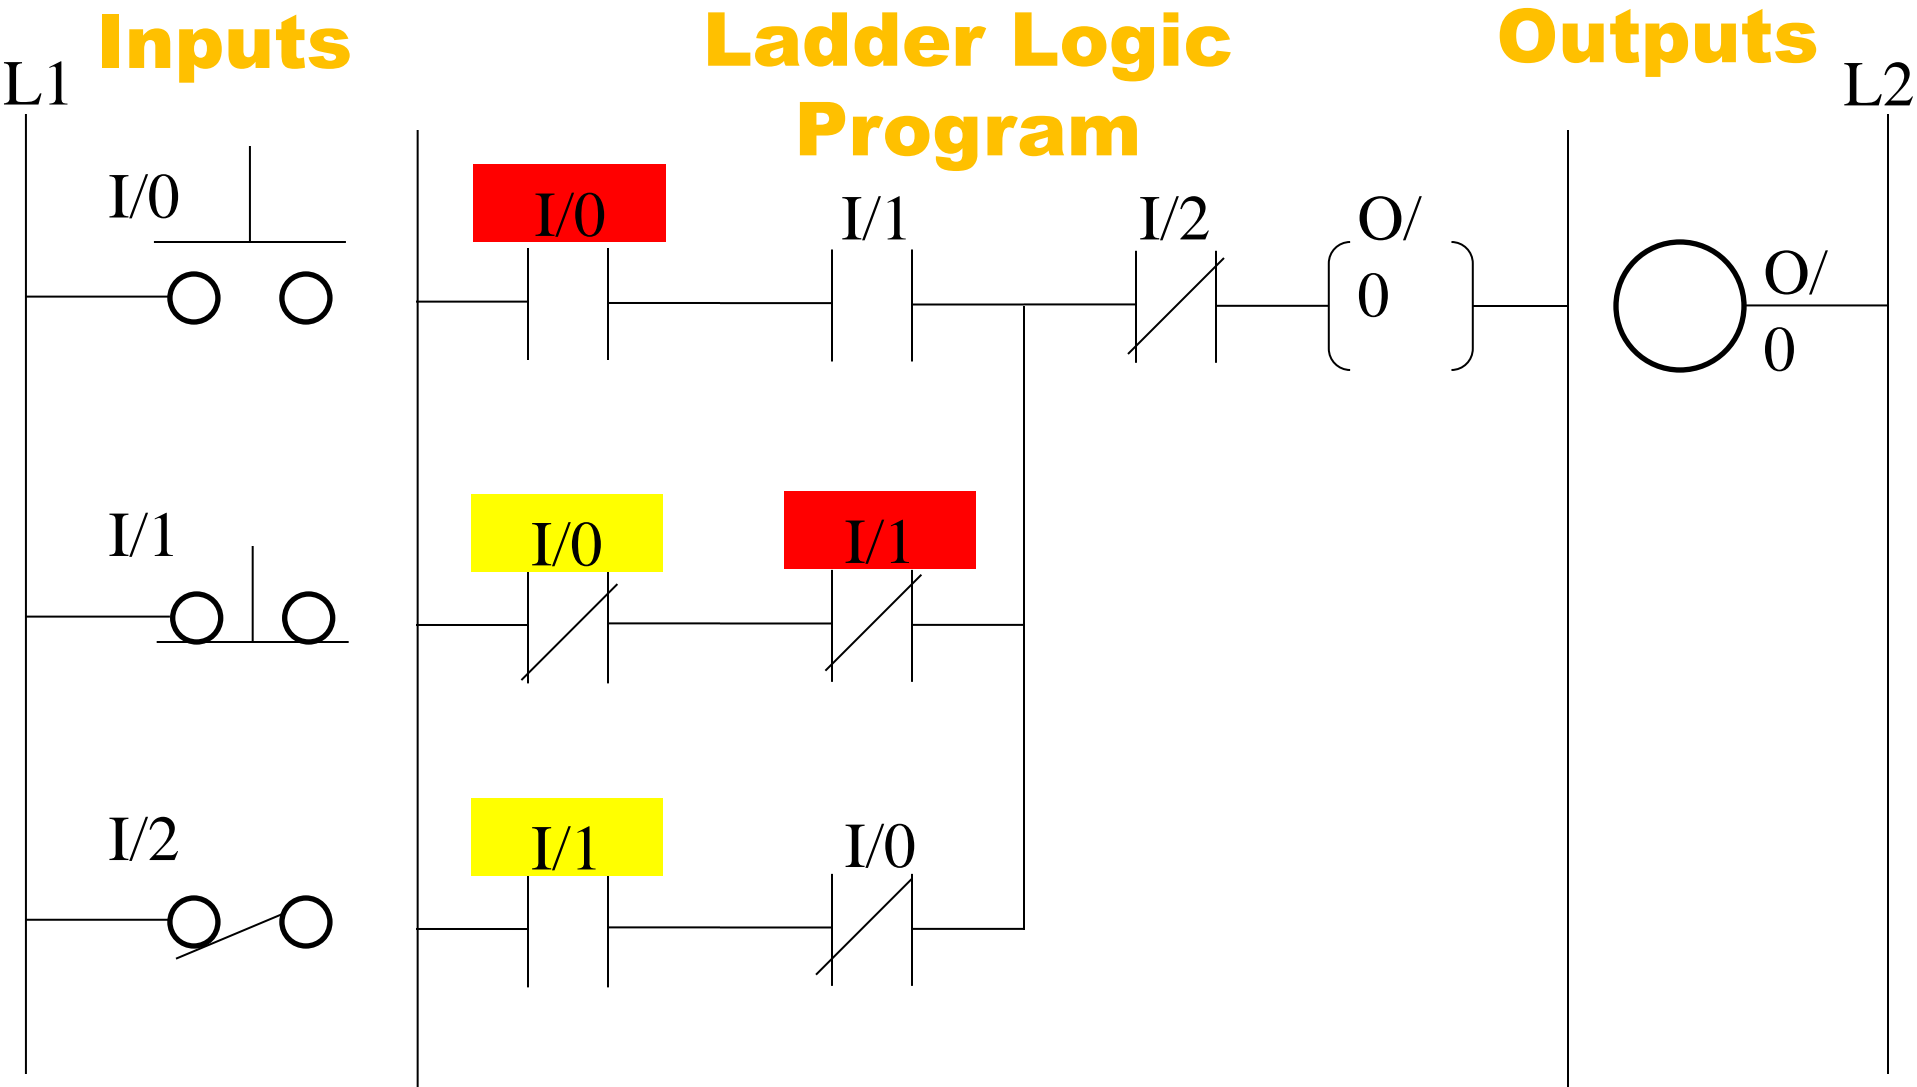 Inputs
Ladder Logic
Program
Outputs
L1
L2
I/0
I/0
I/1
I/2
O/
0
O/
0
I/1
I/0
I/1
I/2
I/1
I/0